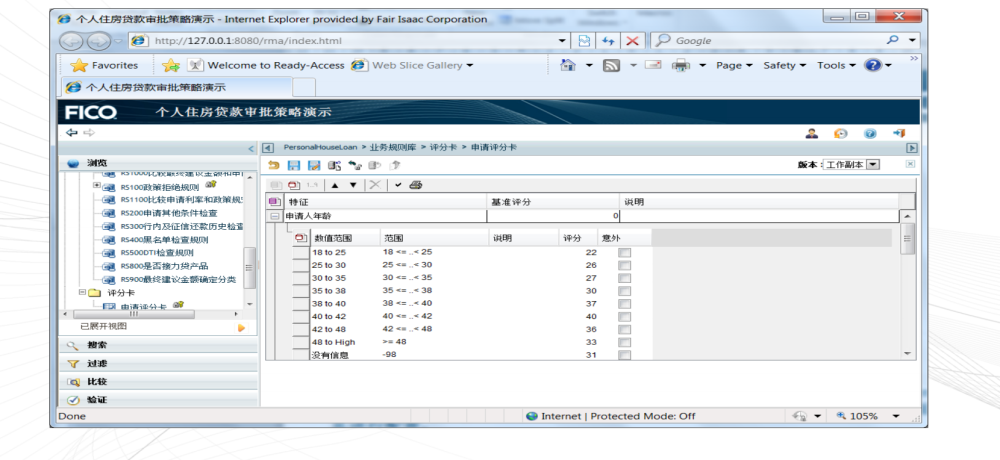 个人住房贷款审批策略演示 - Internet Explorer provided by Fair Isaac Corporation
http://127.0.0.1:8080/rma/index.html
Google
Favorites
Welcome to Ready-Access
Web Slice Gallery
Page
Safety
Tools
个人住房贷款审批策略演示
FICO 个人住房贷款审批策略演示
PersonalHouseLoan > 业务规则库 > 评分卡 > 申请评分卡
浏览
版本: 工作副本
RS1000比较最终建议金额和申
RS100政策拒绝规则
RS1100比较申请利率和政策规
RS200申请其他条件检查
RS300行内及征信还款历史检查
RS400黑名单检查规则
RS500DTI检查规则
RS800是否接力贷产品
RS900最终建议金额确定分类
评分卡
申请评分卡
已展开视图
搜索
过滤
比较
验证
特征 基准评分 说明
申请人年龄 0
数值范围 范围 说明 评分 意外
18 to 25 18 <= ..< 25 22
25 to 30 25 <= ..< 30 26
30 to 35 30 <= ..< 35 27
35 to 38 35 <= ..< 38 30
38 to 40 38 <= ..< 40 37
40 to 42 40 <= ..< 42 40
42 to 48 42 <= ..< 48 36
48 to High >= 48 33
没有信息 -98 31
Done
Internet | Protected Mode: Off
105%